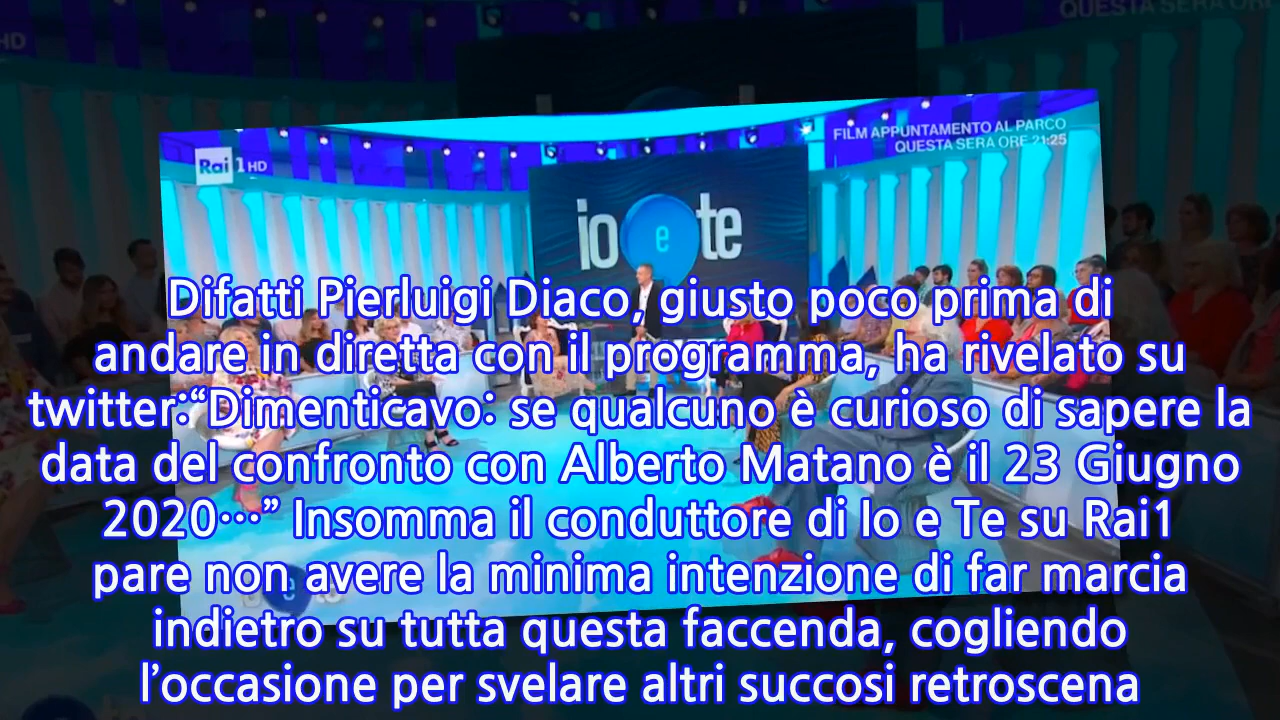 QUESTA SERA ORE
HD
FILM APPUNTAMENTO AL PARCO
QUESTA SERA ORE 21:25
Rai 1 HD
io e te
Difatti Pierluigi Diaco, giusto poco prima di
andare in diretta con il programma, ha rivelato su
twitter:“Dimenticavo: se qualcuno è curioso di sapere la
data del confronto con Alberto Matano è il 23 Giugno
2020…” Insomma il conduttore di Io e Te su Rai1
pare non avere la minima intenzione di far marcia
indietro su tutta questa faccenda, cogliendo
l’occasione per svelare altri succosi retroscena